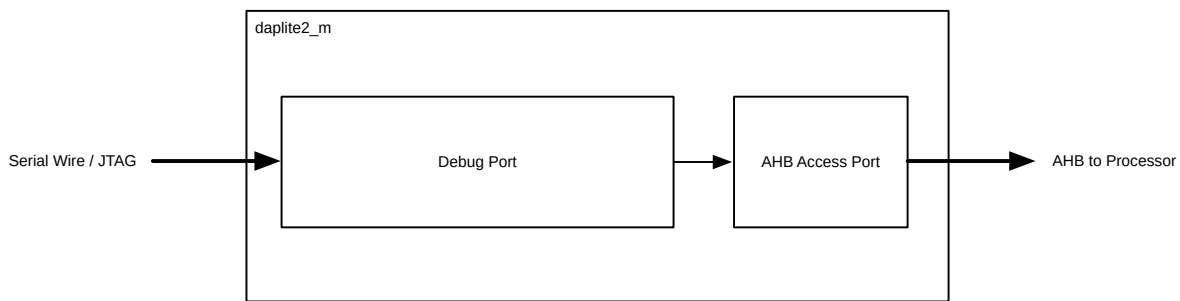 daplite2_m
Serial Wire / JTAG
Debug Port
AHB Access Port
AHB to Processor